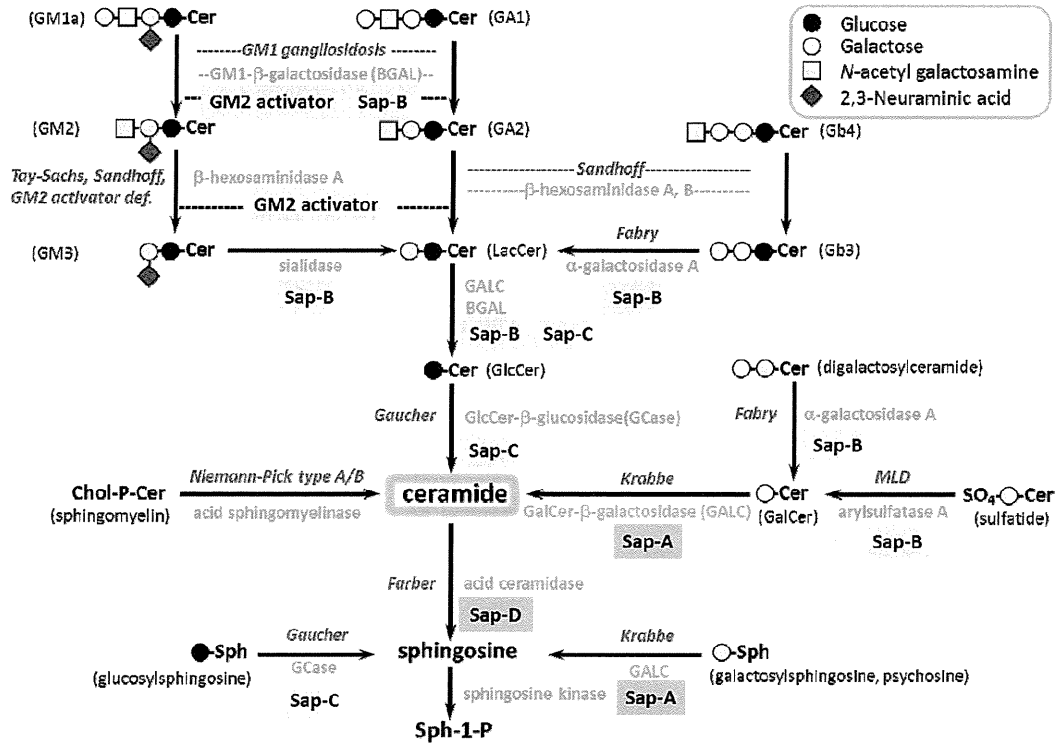 (GM1a) Cer
Cer (GA1)
Glucose
Galactose
N-acetyl galactosamine
2,3-Neuraminic acid
GM1 gangliosidosis
GM1-β-galactosidase (BGAL)
GM2 activator Sap-B
(GM2) Cer
Cer (GA2)
Cer (Gb4)
Tay-Sachs, Sandhoff,
GM2 activator def.
β-hexosaminidase A
GM2 activator
Sandhoff
β-hexosaminidase A, B
(GM3) Cer
sialidase
Sap-B
Cer (LacCer)
Fabry
α-galactosidase A
Sap-B
Cer (Gb3)
GALC
BGAL
Sap-B Sap-C
Cer (GlcCer)
Cer (digalactosylceramide)
Gaucher
GlcCer-β-glucosidase(GCase)
Sap-C
Fabry
α-galactosidase A
Sap-B
Chol-P-Cer
(sphingomyelin)
Niemann-Pick type A/B
acid sphingomyelinase
ceramide
Krabbe
GalCer-β-galactosidase (GALC)
Sap-A
Cer
(GalCer)
MLD
arylsulfatase A
Sap-B
SO4 Cer
(sulfatide)
Farber
acid ceramidase
Sap-D
Sph
(glucosylsphingosine)
Gaucher
GCase
Sap-C
sphingosine
Krabbe
GALC
Sap-A
Sph
(galactosylsphingosine, psychosine)
sphingosine kinase
Sph-1-P